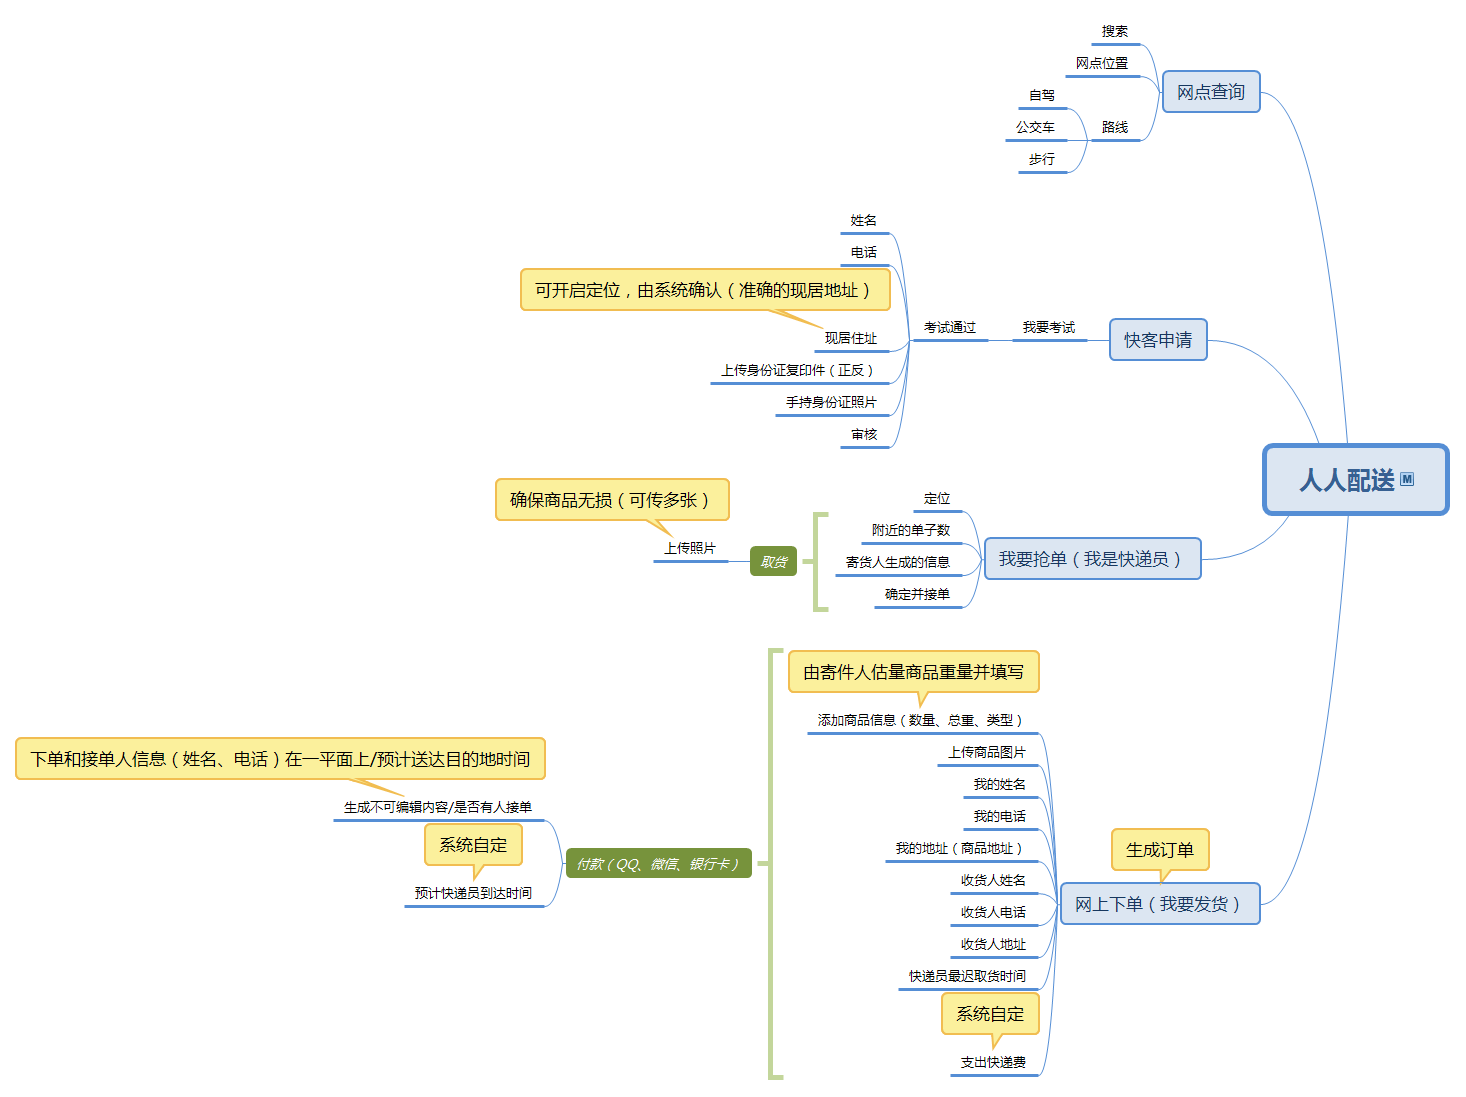 搜索
网点位置
网点查询
自驾
公交车
路线
步行
姓名
电话
可开启定位，由系统确认（准确的现居地址）
现居住址
考试通过
我要考试
快客申请
上传身份证复印件（正反）
手持身份证照片
审核
人人配送 M
确保商品无损（可传多张）
上传照片
取货
定位
附近的单子数
寄货人生成的信息
确定并接单
我要抢单（我是快递员）
由寄件人估量商品重量并填写
添加商品信息（数量、总重、类型）
上传商品图片
我的姓名
我的电话
我的地址（商品地址）
收货人姓名
收货人电话
收货人地址
快递员最迟取货时间
系统自定
支出快递费
生成订单
网上下单（我要发货）
下单和接单人信息（姓名、电话）在一平面上/预计送达目的地时间
生成不可编辑内容/是否有人接单
系统自定
预计快递员到达时间
付款（QQ、微信、银行卡）